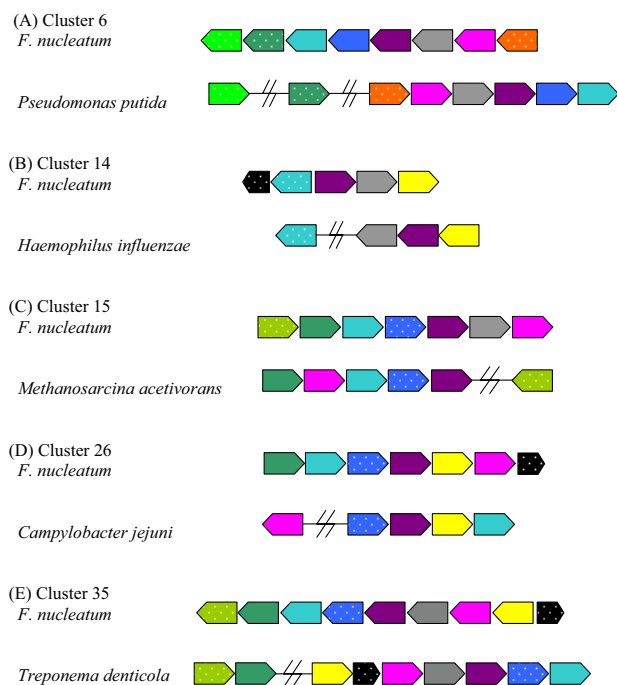 (A) Cluster 6
F. nucleatum
Pseudomonas putida
(B) Cluster 14
F. nucleatum
Haemophilus influenzae
(C) Cluster 15
F. nucleatum
Methanosarcina acetivorans
(D) Cluster 26
F. nucleatum
Campylobacter jejuni
(E) Cluster 35
F. nucleatum
Treponema denticola